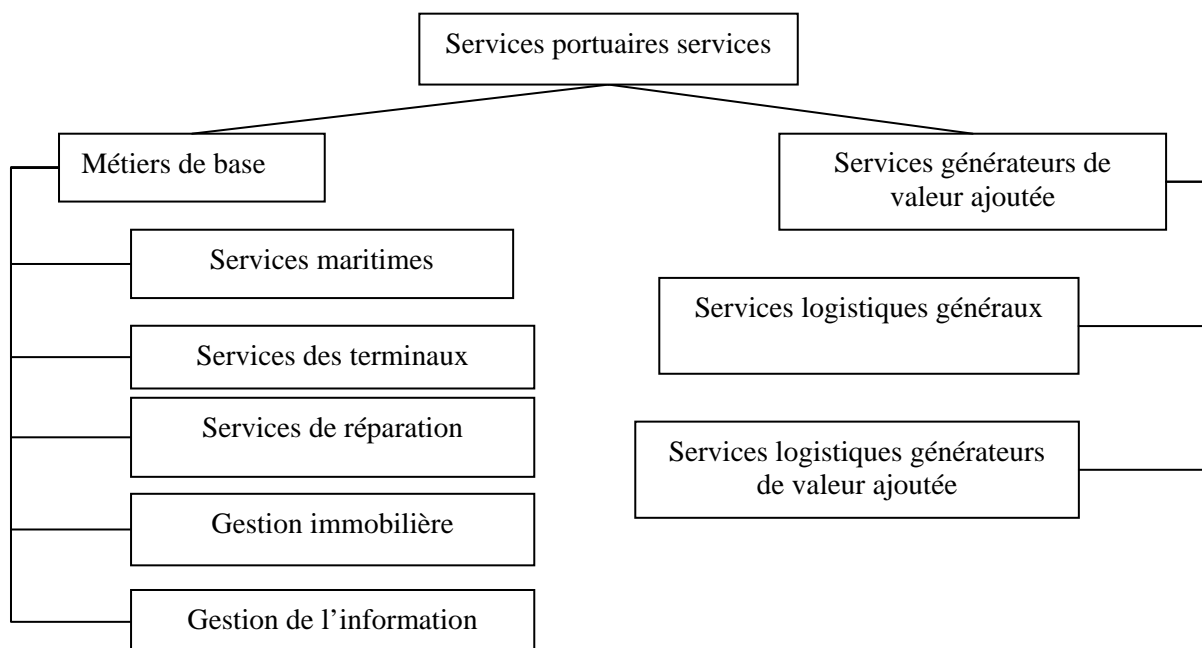 Services portuaires services
Métiers de base
Services maritimes
Services des terminaux
Services de réparation
Gestion immobilière
Gestion de l’information
Services générateurs de
valeur ajoutée
Services logistiques généraux
Services logistiques générateurs
de valeur ajoutée